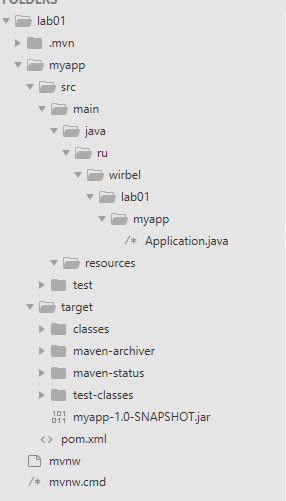 FOLDERS
lab01
.mvn
myapp
src
main
java
ru
wirbel
lab01
myapp
/* Application.java
resources
test
target
classes
maven-archiver
maven-status
test-classes
myapp-1.0-SNAPSHOT.jar
<> pom.xml
mvnw
/* mvnw.cmd